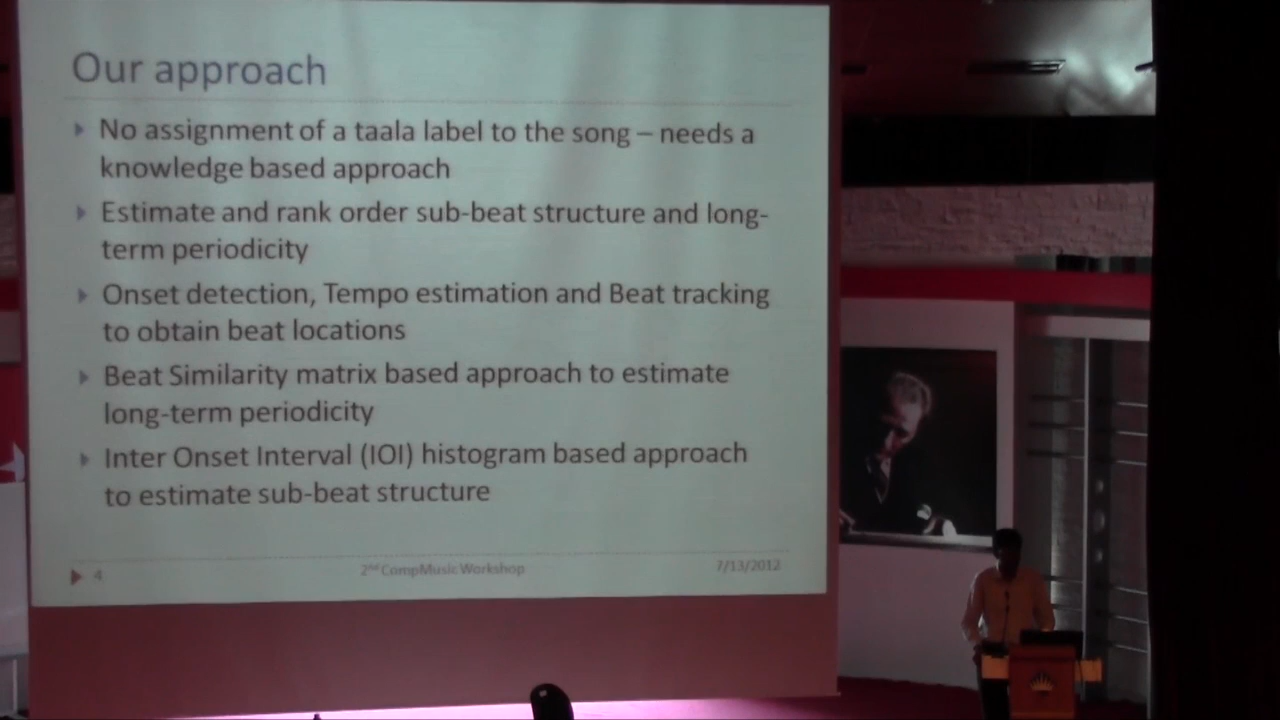 Our approach
No assignment of a taala label to the song – needs a
knowledge based approach
Estimate and rank order sub-beat structure and long-
term periodicity
Onset detection, Tempo estimation and Beat tracking
to obtain beat locations
Beat Similarity matrix based approach to estimate
long-term periodicity
Inter Onset Interval (IOI) histogram based approach
to estimate sub-beat structure
4 2nd CompMusic Workshop 7/13/2012